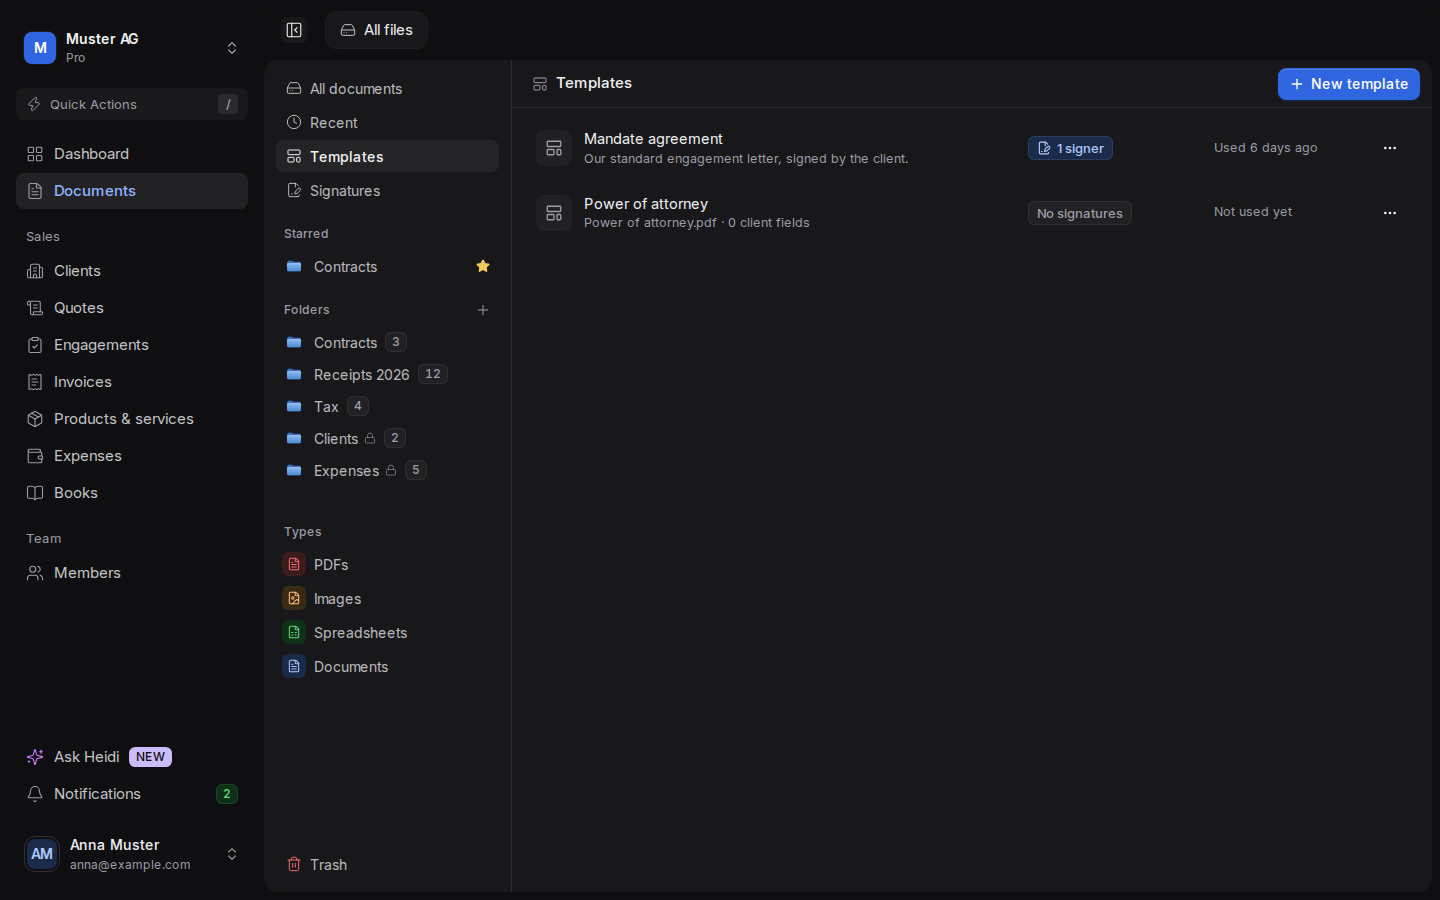 M
Muster AG
Pro
Quick Actions
/
Dashboard
Documents
Sales
Clients
Quotes
Engagements
Invoices
Products & services
Expenses
Books
Team
Members
Ask Heidi
NEW
Notifications
2
AM
Anna Muster
anna@example.com
All files
All documents
Recent
Templates
Signatures
Starred
Contracts
Folders
Contracts
3
Receipts 2026
12
Tax
4
Clients
2
Expenses
5
Types
PDFs
Images
Spreadsheets
Documents
Trash
Templates
New template
Mandate agreement
Our standard engagement letter, signed by the client.
1 signer
Used 6 days ago
Power of attorney
Power of attorney.pdf · 0 client fields
No signatures
Not used yet